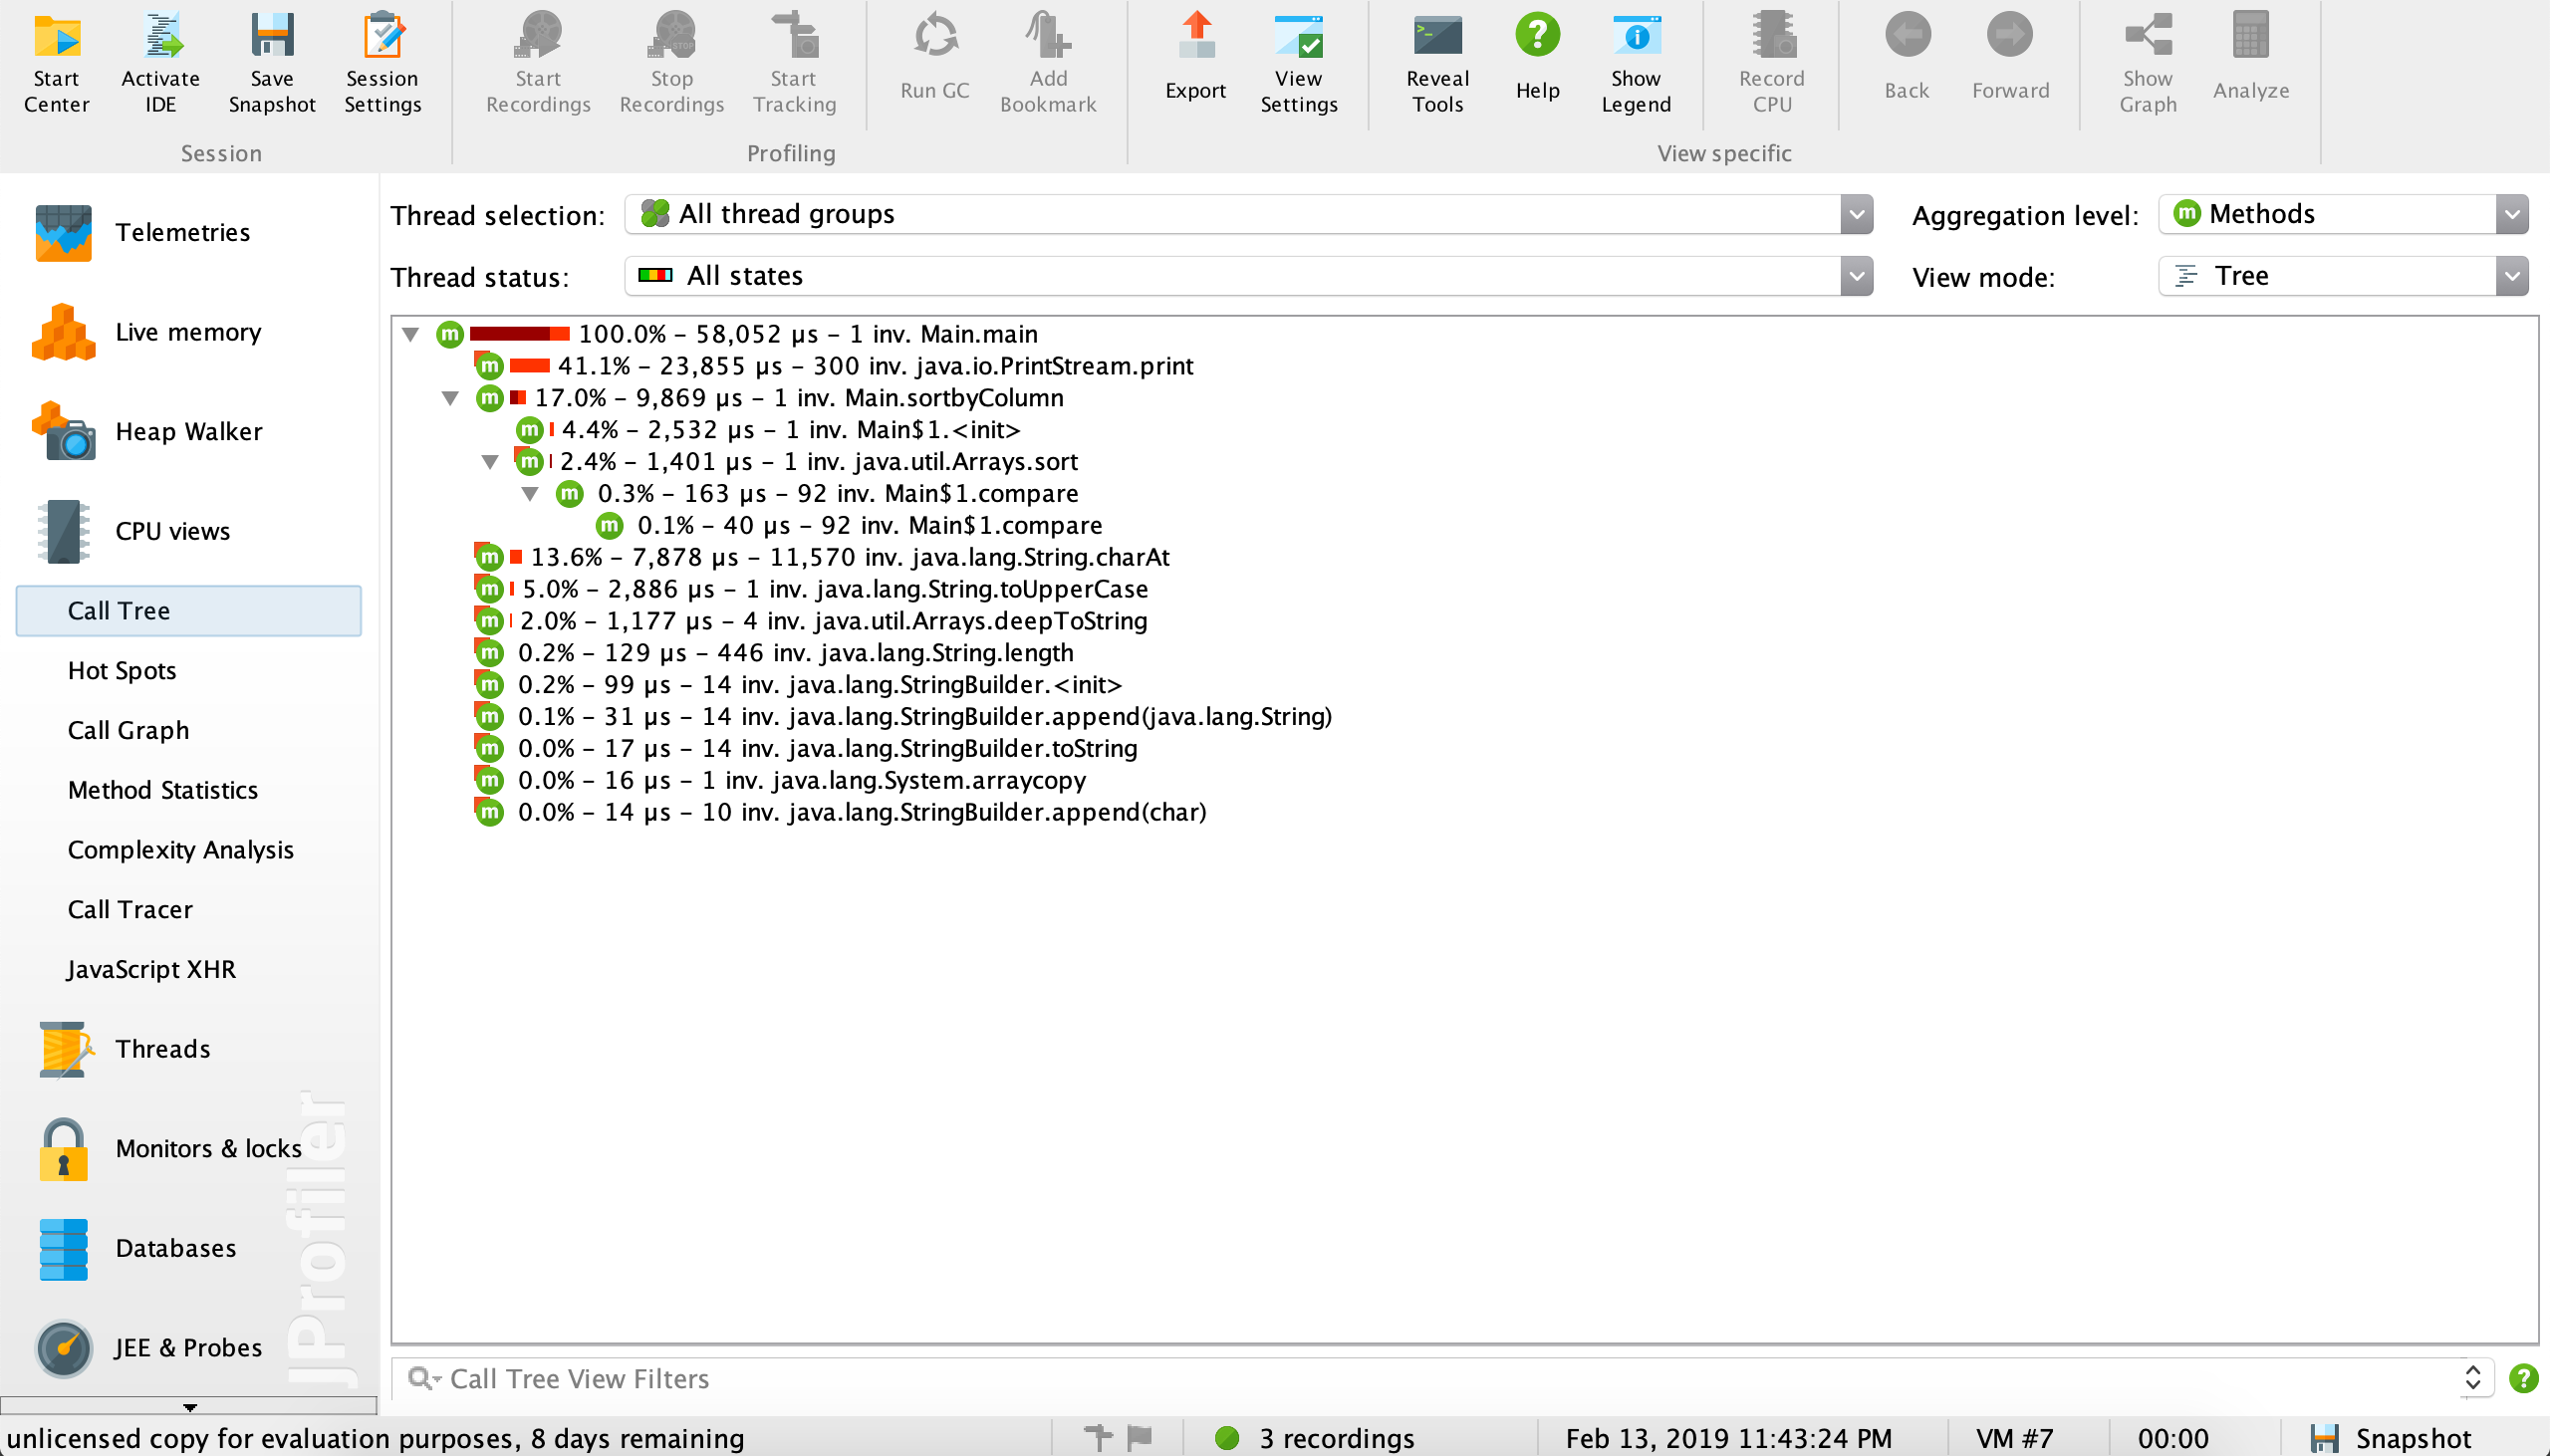 Start Center
Activate IDE
Save Snapshot
Session Settings
Start Recordings
Stop Recordings
Start Tracking
Run GC
Add Bookmark
Export
View Settings
Reveal Tools
Help
Show Legend
Record CPU
Back
Forward
Show Graph
Analyze
Session
Profiling
View specific
Telemetries
Live memory
Heap Walker
CPU views
Call Tree
Hot Spots
Call Graph
Method Statistics
Complexity Analysis
Call Tracer
JavaScript XHR
Threads
Monitors & locks
Databases
JEE & Probes
JProfiler
Thread selection: All thread groups
Aggregation level: m Methods
Thread status: All states
View mode: Tree
m 100.0% – 58,052 µs – 1 inv. Main.main
m 41.1% – 23,855 µs – 300 inv. java.io.PrintStream.print
m 17.0% – 9,869 µs – 1 inv. Main.sortbyColumn
m 4.4% – 2,532 µs – 1 inv. Main$1.<init>
m 2.4% – 1,401 µs – 1 inv. java.util.Arrays.sort
m 0.3% – 163 µs – 92 inv. Main$1.compare
m 0.1% – 40 µs – 92 inv. Main$1.compare
m 13.6% – 7,878 µs – 11,570 inv. java.lang.String.charAt
m 5.0% – 2,886 µs – 1 inv. java.lang.String.toUpperCase
m 2.0% – 1,177 µs – 4 inv. java.util.Arrays.deepToString
m 0.2% – 129 µs – 446 inv. java.lang.String.length
m 0.2% – 99 µs – 14 inv. java.lang.StringBuilder.<init>
m 0.1% – 31 µs – 14 inv. java.lang.StringBuilder.append(java.lang.String)
m 0.0% – 17 µs – 14 inv. java.lang.StringBuilder.toString
m 0.0% – 16 µs – 1 inv. java.lang.System.arraycopy
m 0.0% – 14 µs – 10 inv. java.lang.StringBuilder.append(char)
Call Tree View Filters
unlicensed copy for evaluation purposes, 8 days remaining
3 recordings
Feb 13, 2019 11:43:24 PM
VM #7
00:00
Snapshot